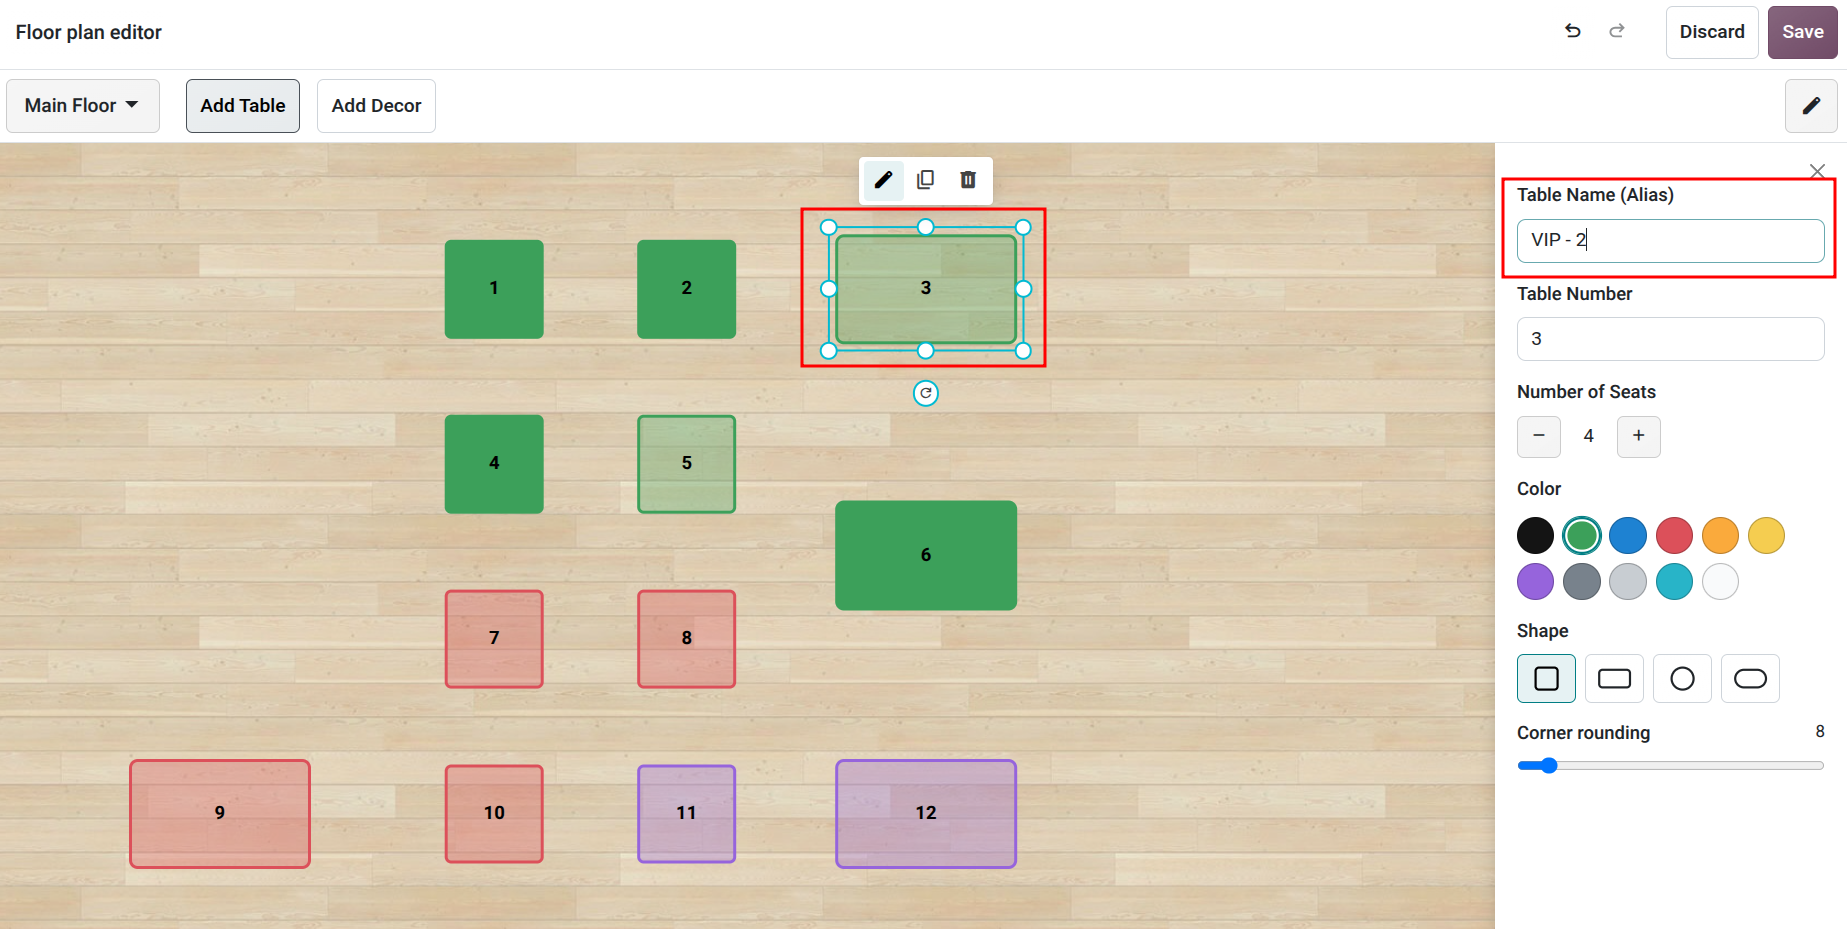 Floor plan editor
Discard
Save
Main Floor
Add Table
Add Decor
Table Name (Alias)
VIP - 2
Table Number
3
Number of Seats
− 4 +
Color
Shape
Corner rounding 8
1 2 3
4 5
6
7 8
9 10 11 12